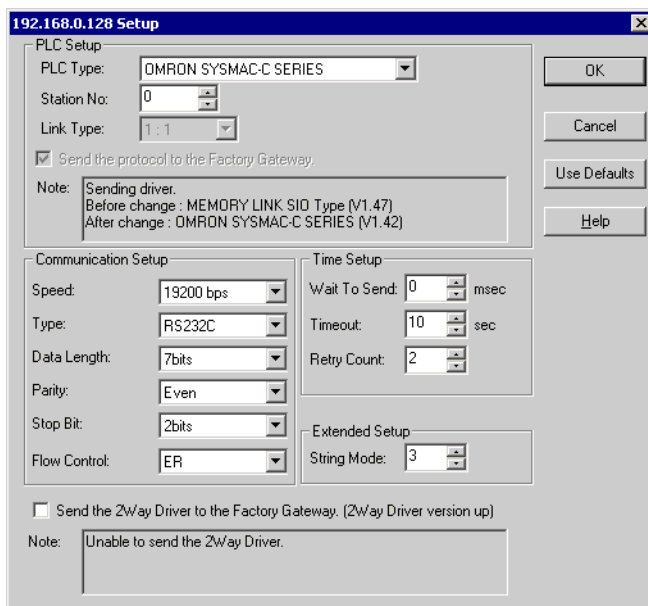 192.168.0.128 Setup
PLC Setup
PLC Type: OMRON SYSMAC-C SERIES
OK
Station No: 0
Link Type: 1 : 1
Cancel
Send the protocol to the Factory Gateway.
Use Defaults
Note: Sending driver.
Before change : MEMORY LINK SIO Type (V1.47)
After change : OMRON SYSMAC-C SERIES (V1.42)
Help
Communication Setup
Speed: 19200 bps
Type: RS232C
Data Length: 7bits
Parity: Even
Stop Bit: 2bits
Flow Control: ER
Time Setup
Wait To Send: 0 msec
Timeout: 10 sec
Retry Count: 2
Extended Setup
String Mode: 3
Send the 2Way Driver to the Factory Gateway. (2Way Driver version up)
Note: Unable to send the 2Way Driver.